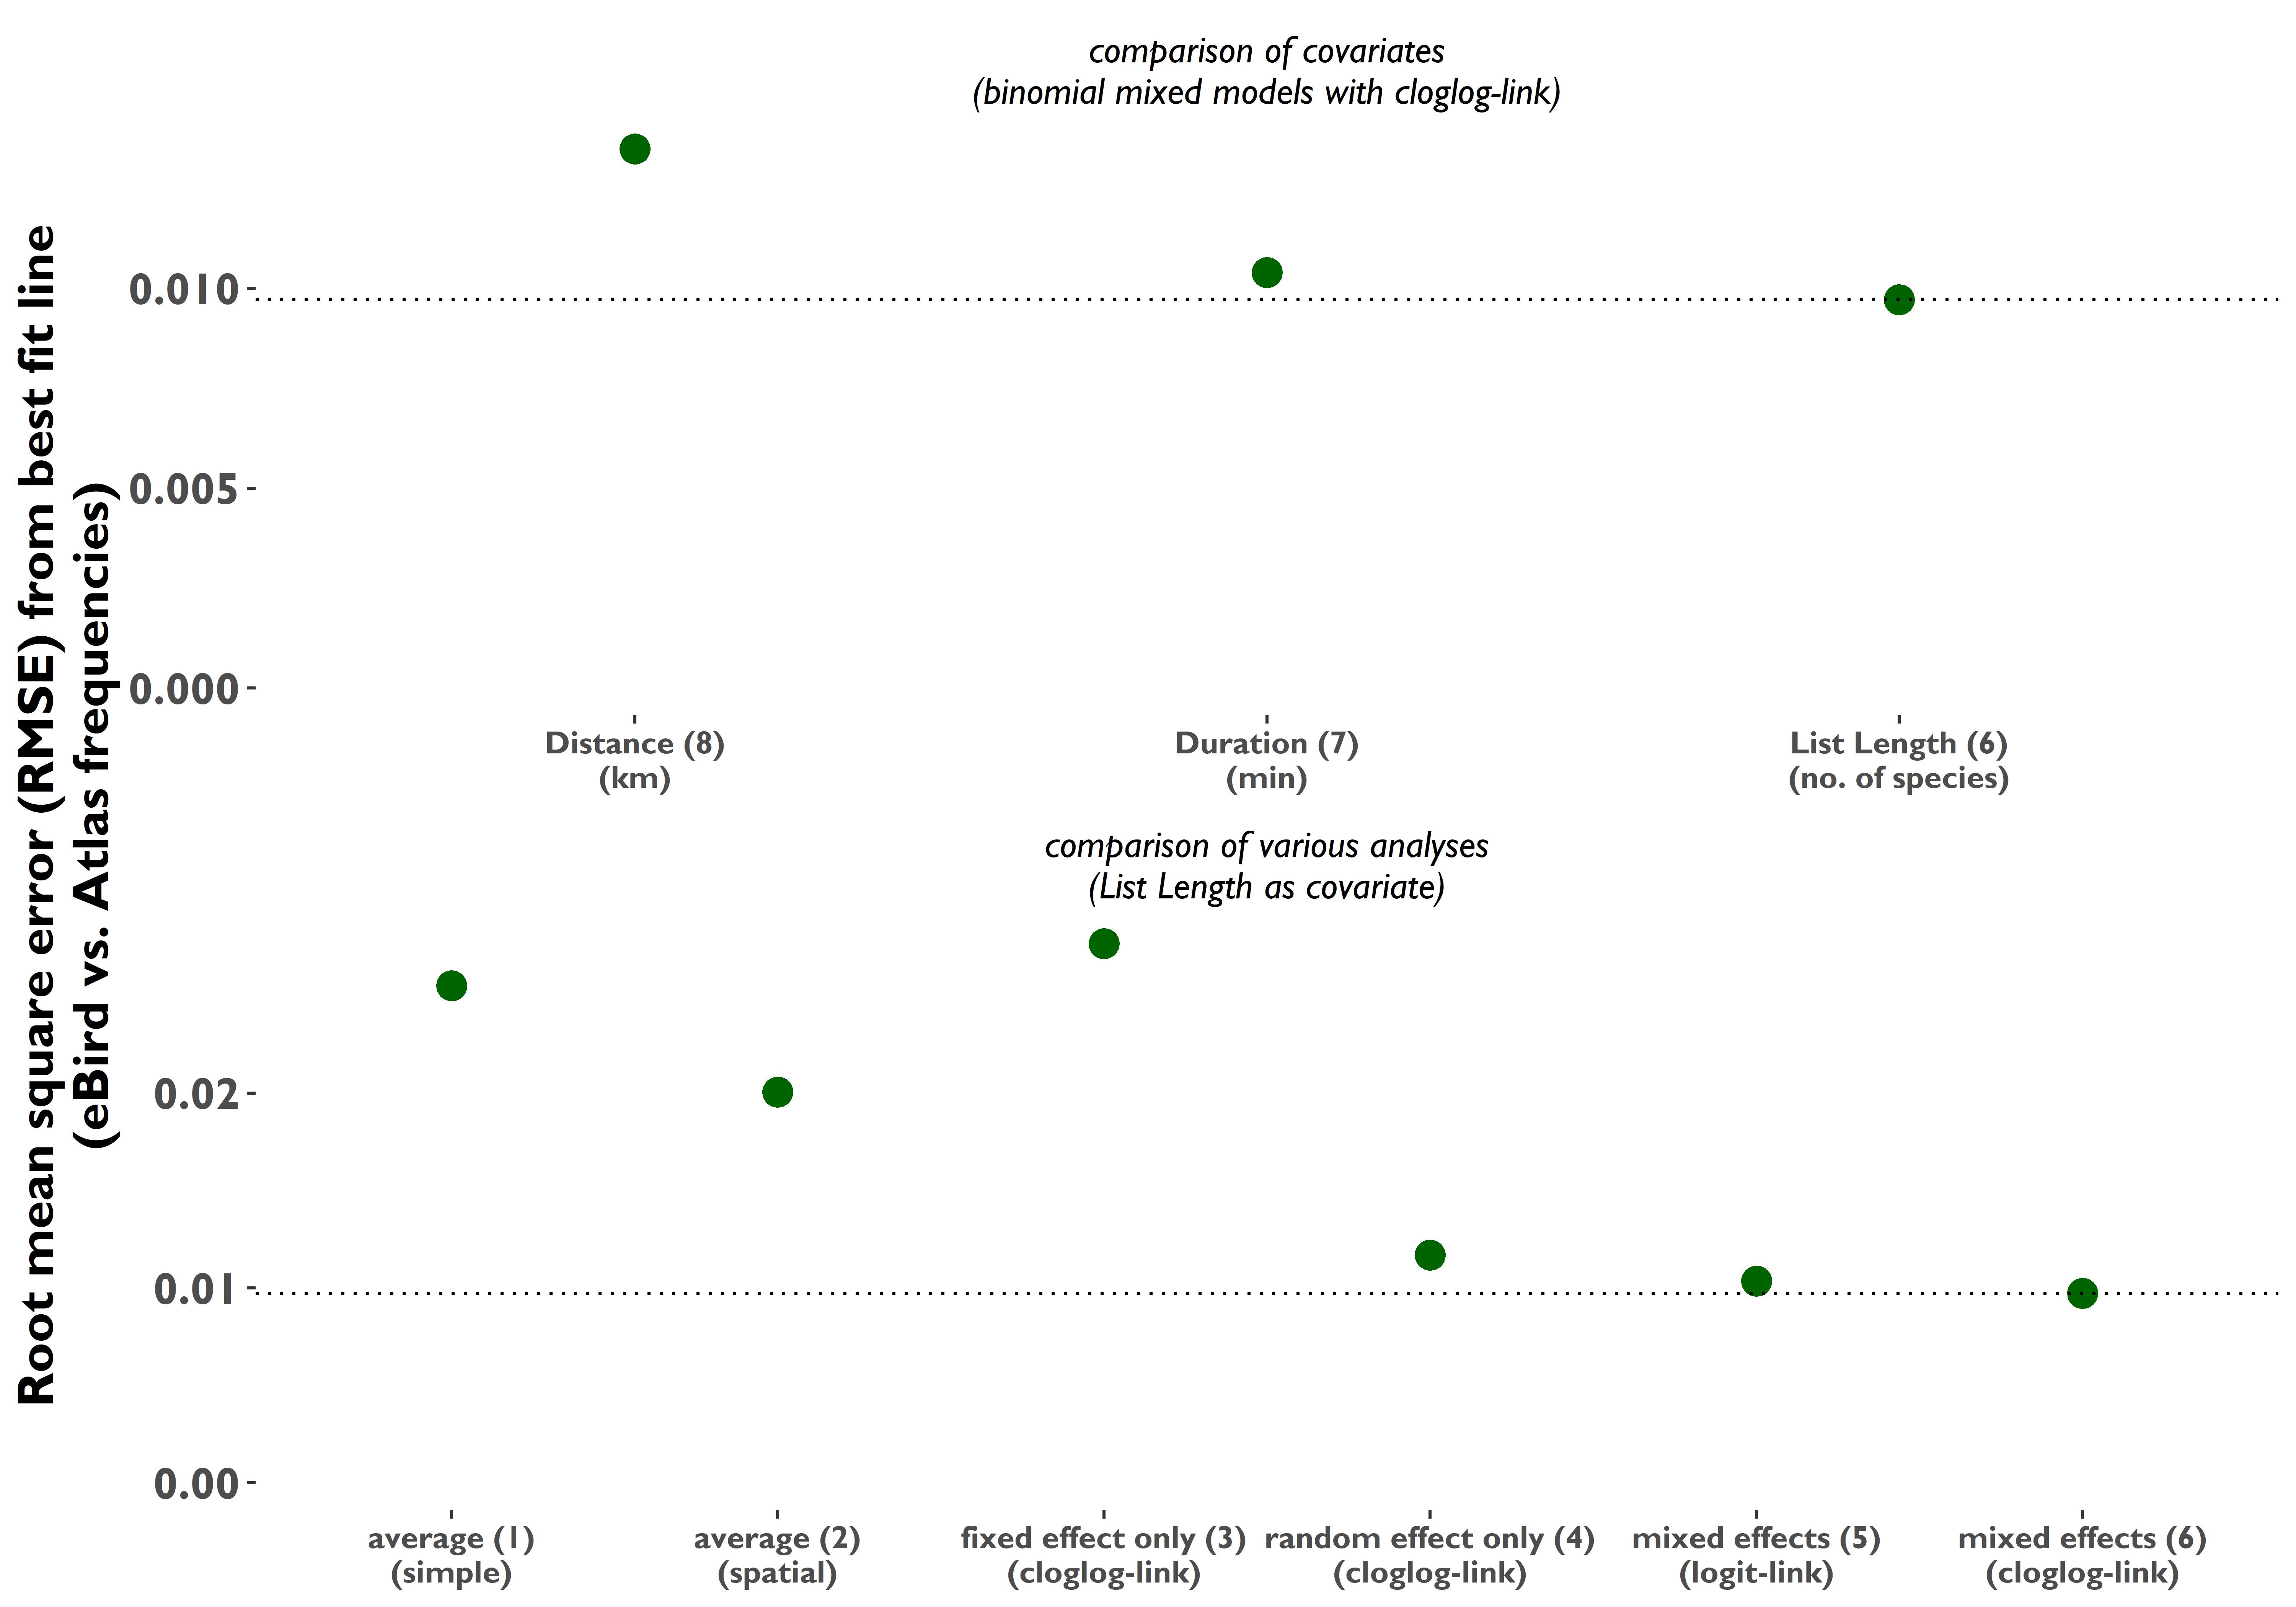 Root mean square error (RMSE) from best fit line
(eBird vs. Atlas frequencies)
comparison of covariates
(binomial mixed models with cloglog-link)
0.010
0.005
0.000
Distance (8)
(km)
Duration (7)
(min)
List Length (6)
(no. of species)
comparison of various analyses
(List Length as covariate)
0.02
0.01
0.00
average (1)
(simple)
average (2)
(spatial)
fixed effect only (3)
(cloglog-link)
random effect only (4)
(cloglog-link)
mixed effects (5)
(logit-link)
mixed effects (6)
(cloglog-link)